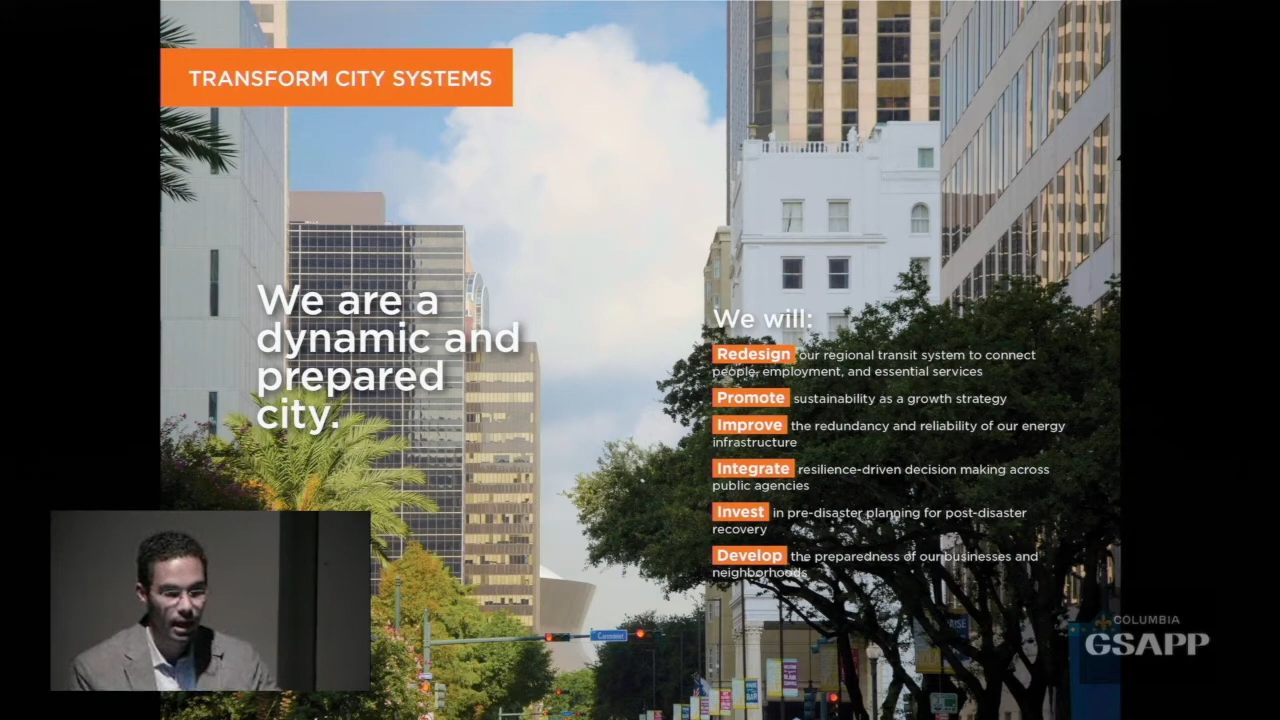 TRANSFORM CITY SYSTEMS
We are a
dynamic and
prepared
city.
We will:
Redesign our regional transit system to connect
people, employment, and essential services
Promote sustainability as a growth strategy
Improve the redundancy and reliability of our energy
infrastructure
Integrate resilience-driven decision making across
public agencies
Invest in pre-disaster planning for post-disaster
recovery
Develop the preparedness of our businesses and
neighborhoods
COLUMBIA
GSAPP